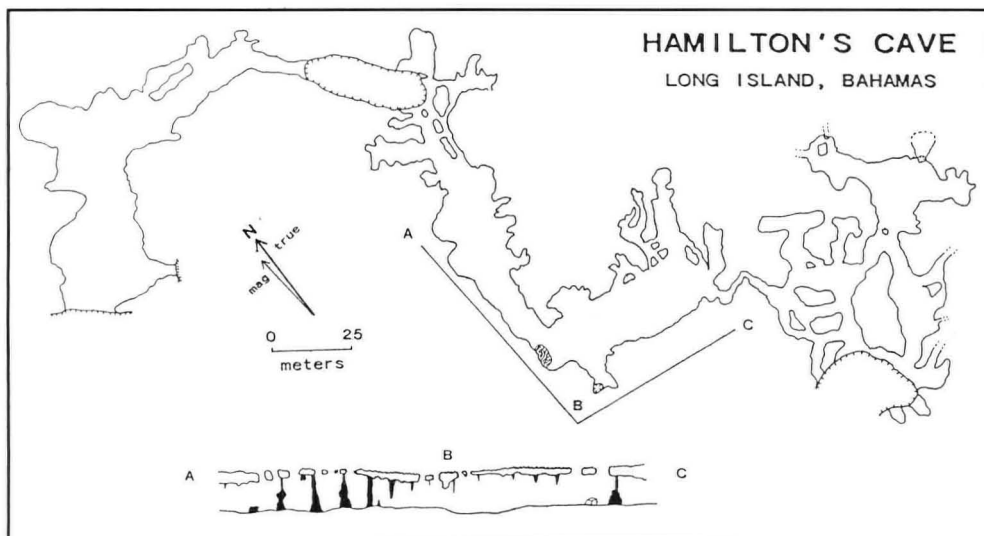 HAMILTON'S CAVE
LONG ISLAND, BAHAMAS
A
N
true
mag
0 25
meters
C
B
B
A
C